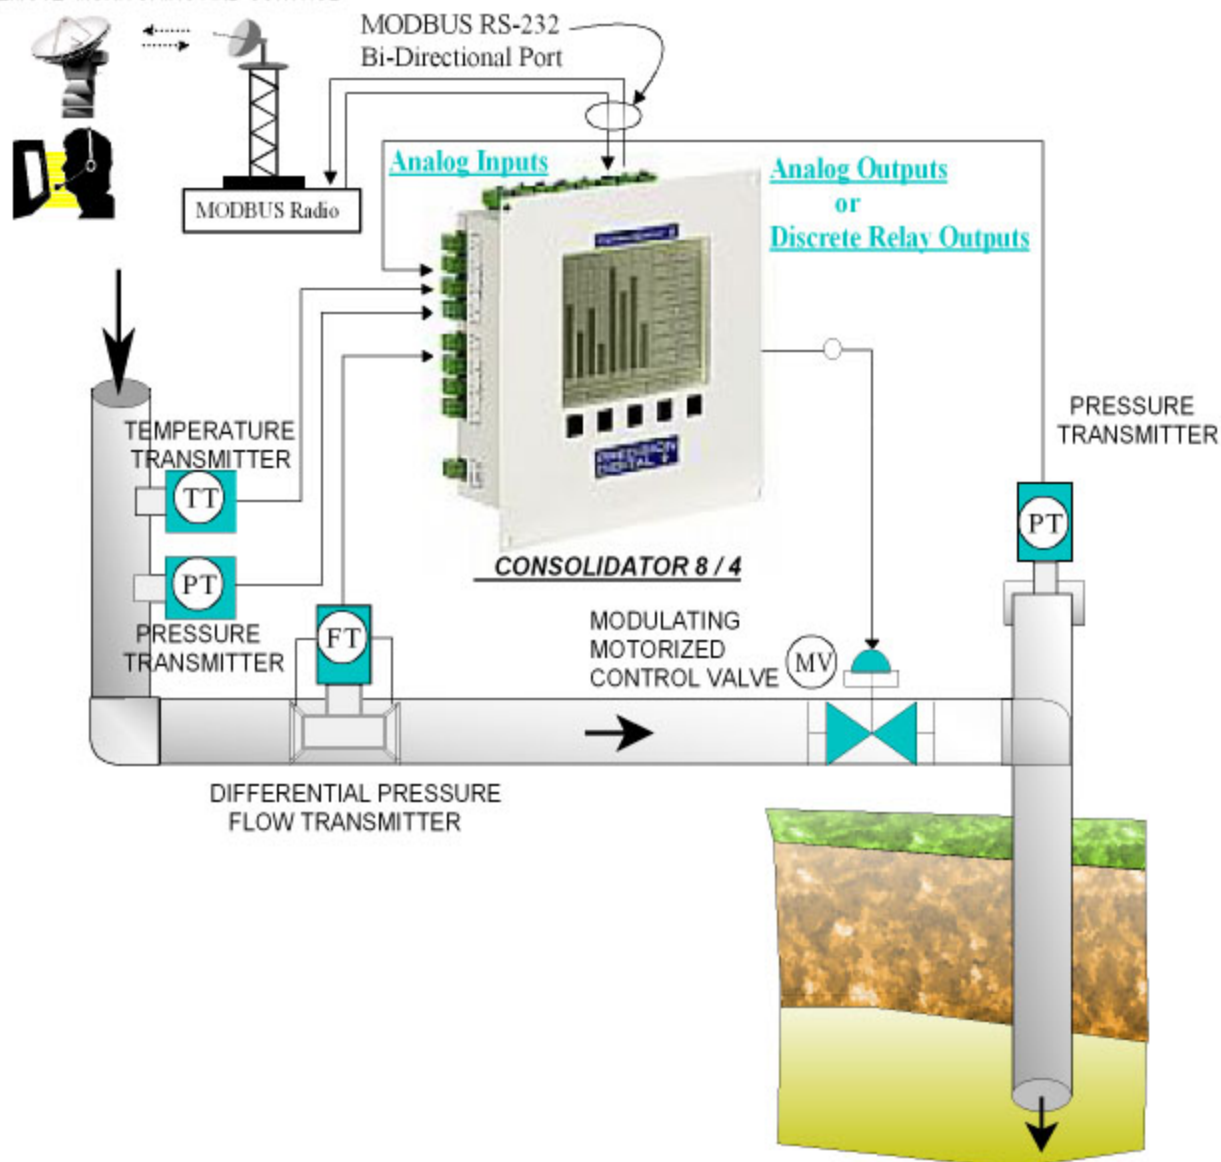 MODBUS RS-232
Bi-Directional Port
Analog Inputs
Analog Outputs
or
Discrete Relay Outputs
MODBUS Radio
TEMPERATURE
TRANSMITTER
TT
PT
PRESSURE
TRANSMITTER
FT
DIFFERENTIAL PRESSURE
FLOW TRANSMITTER
PRECISION
DIGITAL
CONSOLIDATOR 8 / 4
MODULATING
MOTORIZED
CONTROL VALVE
MV
PRESSURE
TRANSMITTER
PT